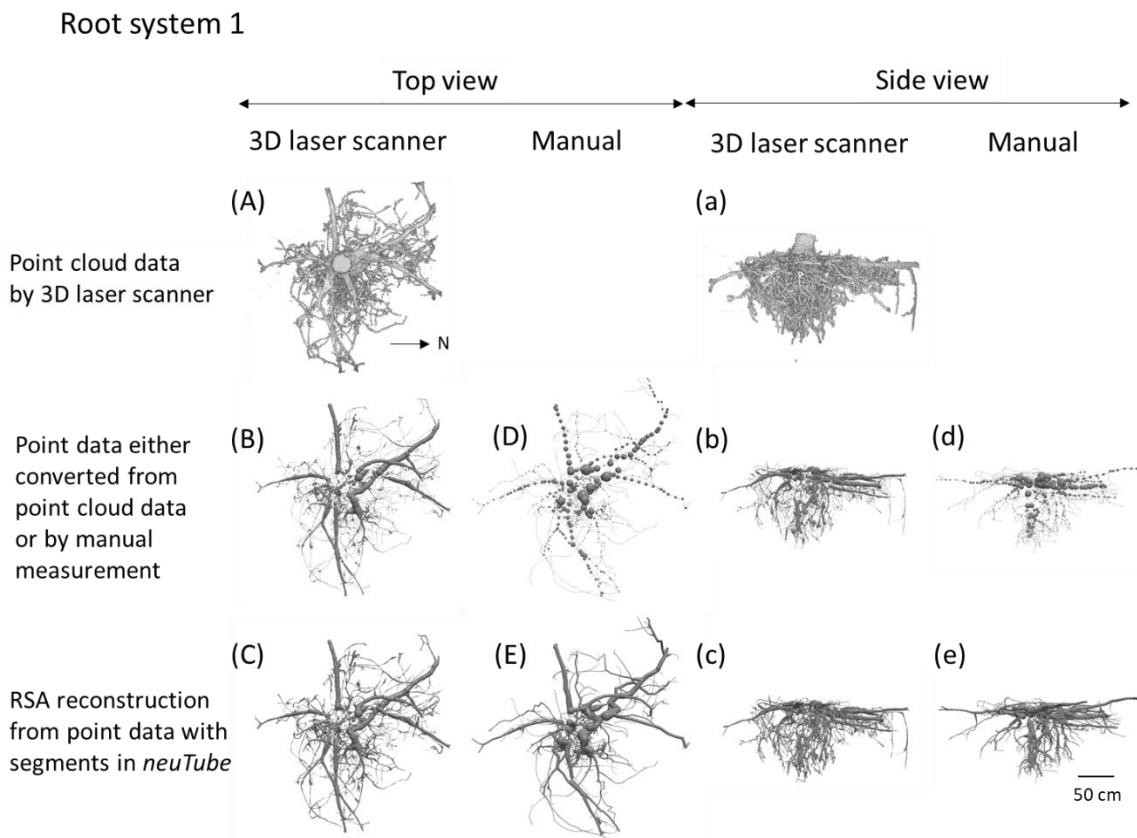 Root system 1
Top view
Side view
3D laser scanner
Manual
3D laser scanner
Manual
(A)
(a)
Point cloud data
by 3D laser scanner
N
(B)
(D)
(b)
(d)
Point data either
converted from
point cloud data
or by manual
measurement
(C)
(E)
(c)
(e)
RSA reconstruction
from point data with
segments in neuTube
50 cm